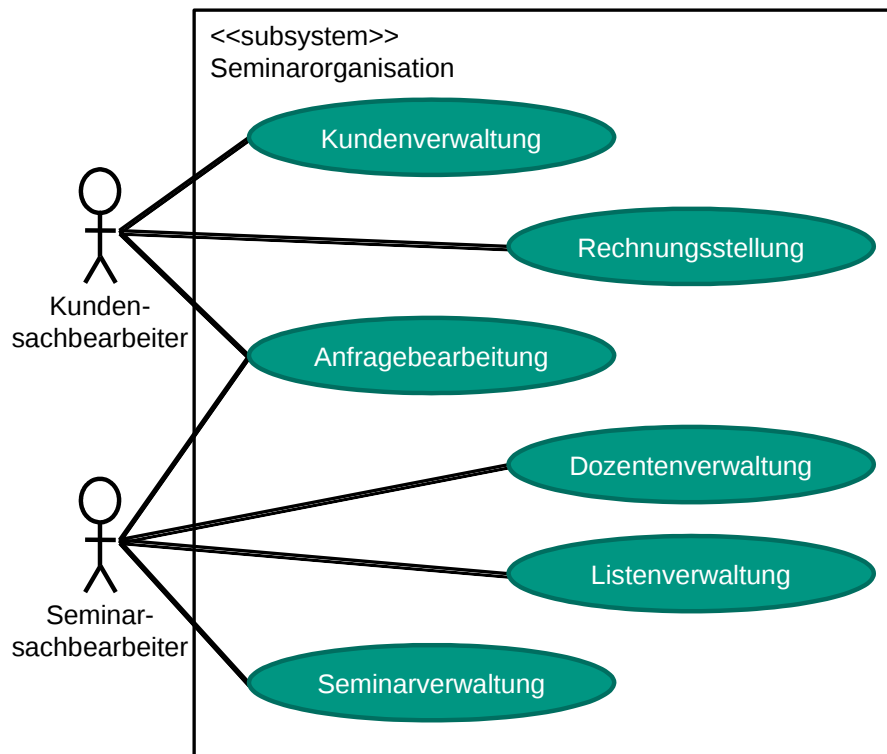 <<subsystem>>
Seminarorganisation
Kundenverwaltung
Rechnungsstellung
Kunden-
sachbearbeiter
Anfragebearbeitung
Dozentenverwaltung
Listenverwaltung
Seminar-
sachbearbeiter
Seminarverwaltung